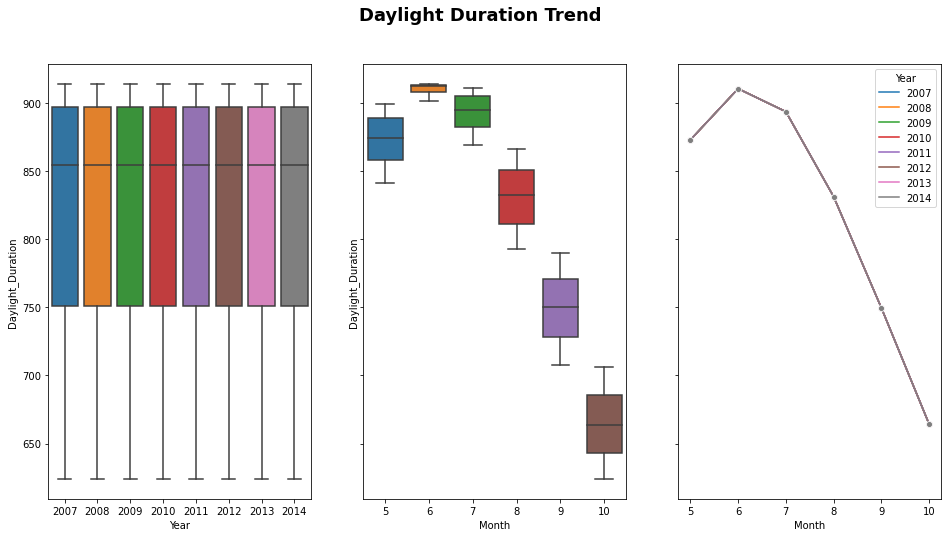 Daylight Duration Trend
Daylight_Duration
900
850
800
750
700
650
2007 2008 2009 2010 2011 2012 2013 2014
Year
Daylight_Duration
5 6 7 8 9 10
Month
Year
2007
2008
2009
2010
2011
2012
2013
2014
5 6 7 8 9 10
Month